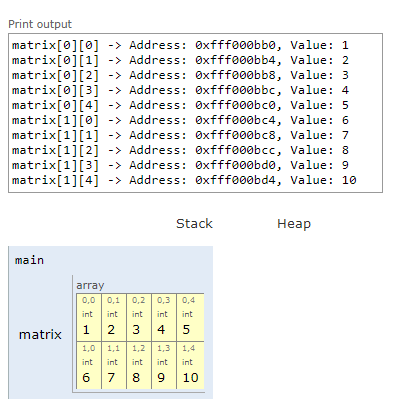 Print output
matrix[0][0] -> Address: 0xfff000bb0, Value: 1
matrix[0][1] -> Address: 0xfff000bb4, Value: 2
matrix[0][2] -> Address: 0xfff000bb8, Value: 3
matrix[0][3] -> Address: 0xfff000bbc, Value: 4
matrix[0][4] -> Address: 0xfff000bc0, Value: 5
matrix[1][0] -> Address: 0xfff000bc4, Value: 6
matrix[1][1] -> Address: 0xfff000bc8, Value: 7
matrix[1][2] -> Address: 0xfff000bcc, Value: 8
matrix[1][3] -> Address: 0xfff000bd0, Value: 9
matrix[1][4] -> Address: 0xfff000bd4, Value: 10
Stack Heap
main
array
matrix
0,0 0,1 0,2 0,3 0,4
int int int int int
1 2 3 4 5
1,0 1,1 1,2 1,3 1,4
int int int int int
6 7 8 9 10